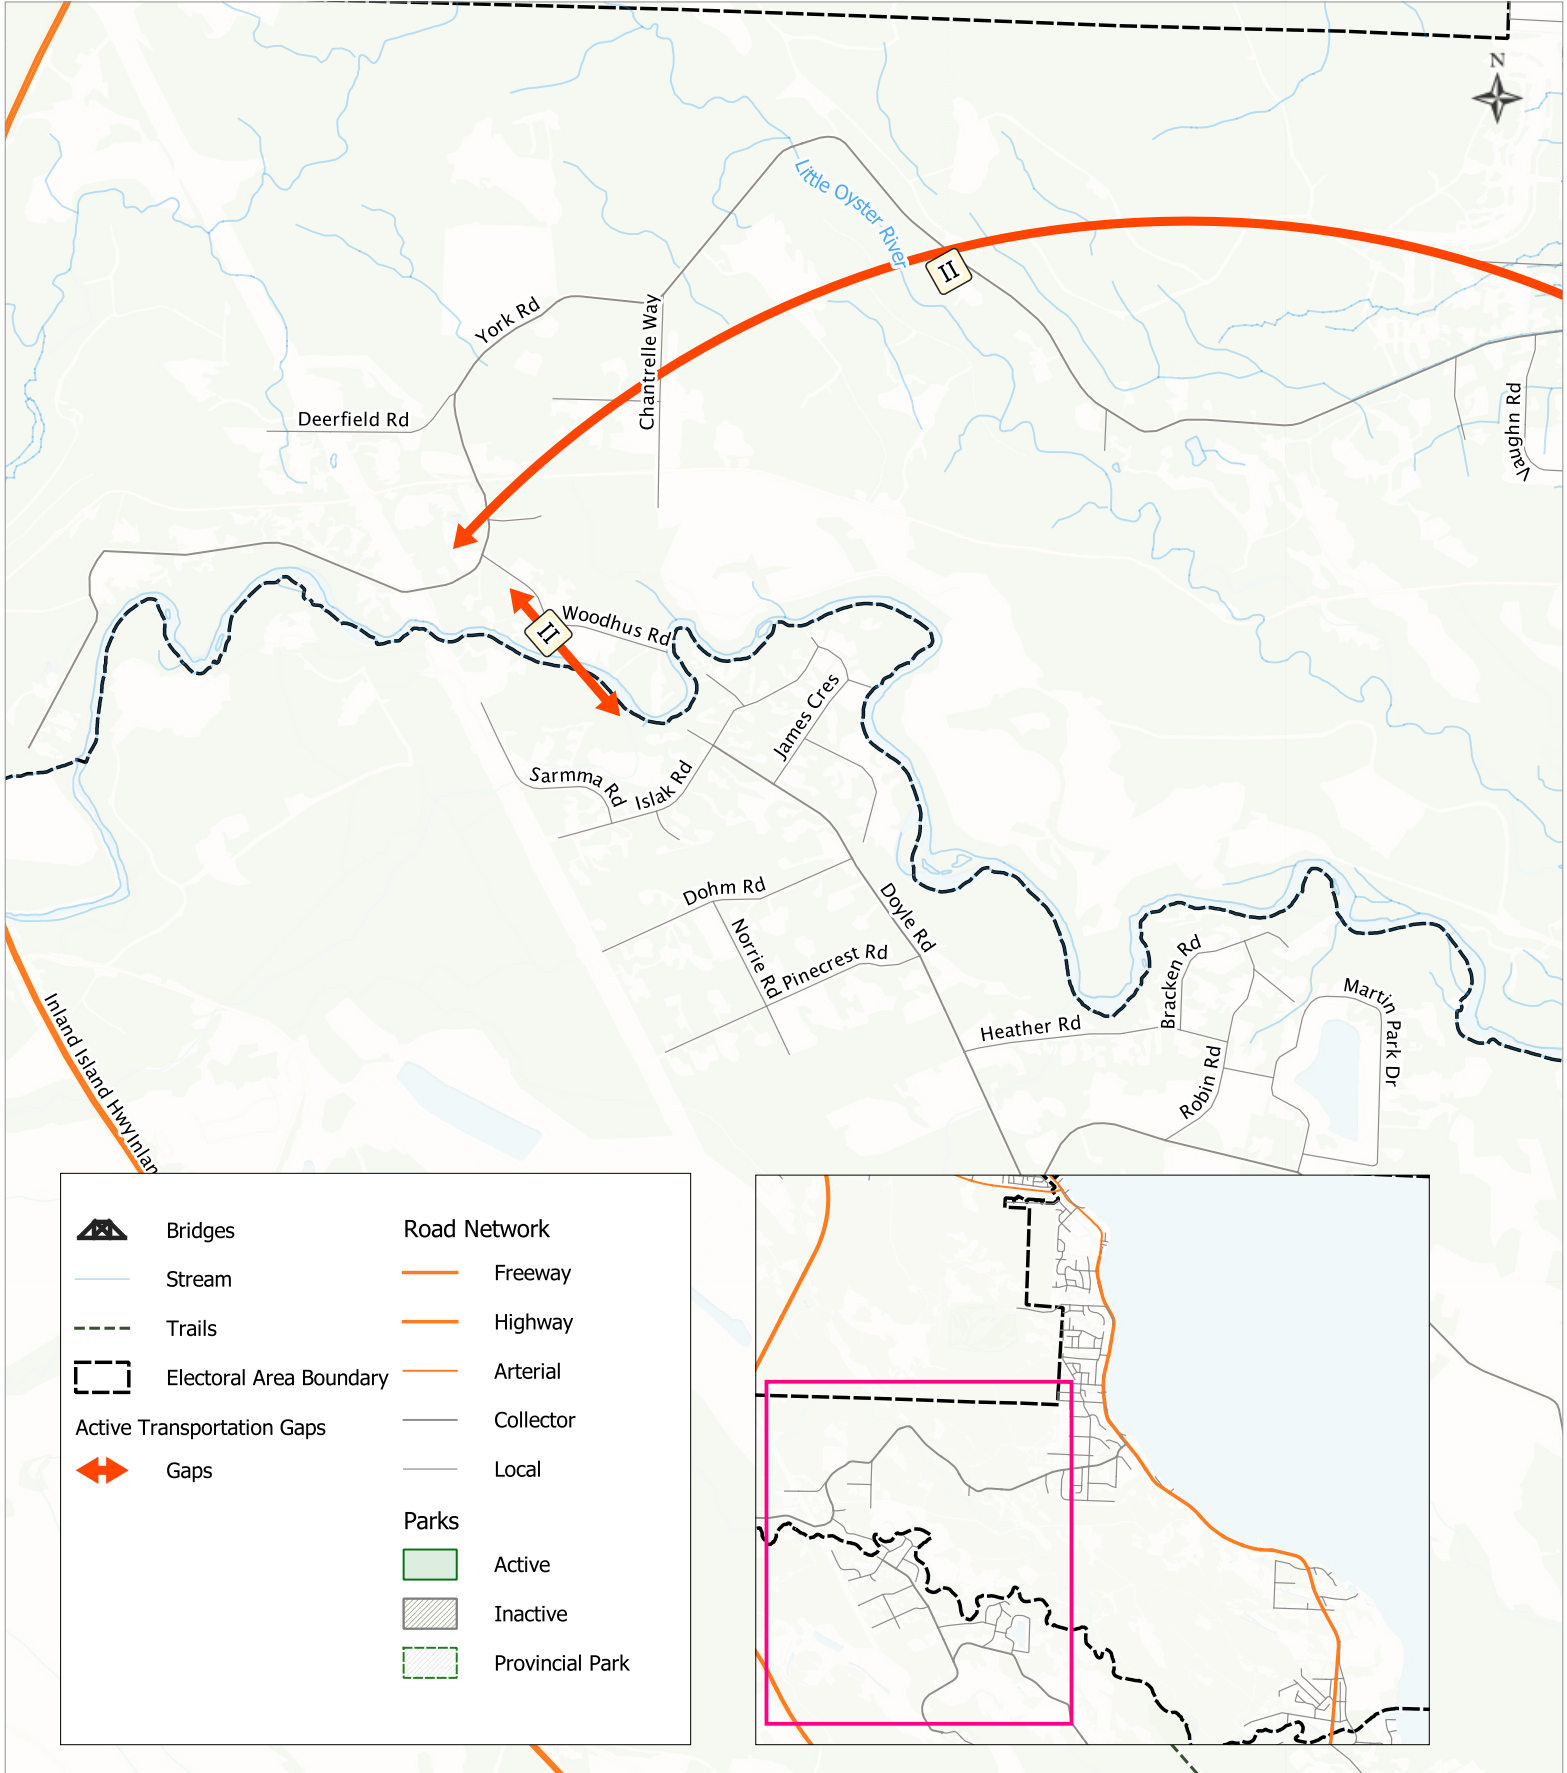 N
Little Oyster River
II
York Rd
Chantrelle Way
Deerfield Rd
Vaughn Rd
Woodhus Rd
II
James Cres
Sarmma Rd
Islak Rd
Dohm Rd
Doyle Rd
Norrie Rd
Pinecrest Rd
Bracken Rd
Martin Park Dr
Heather Rd
Robin Rd
Inland Island HwyInlan
Bridges
Stream
Trails
Electoral Area Boundary
Active Transportation Gaps
Gaps
Road Network
Freeway
Highway
Arterial
Collector
Local
Parks
Active
Inactive
Provincial Park